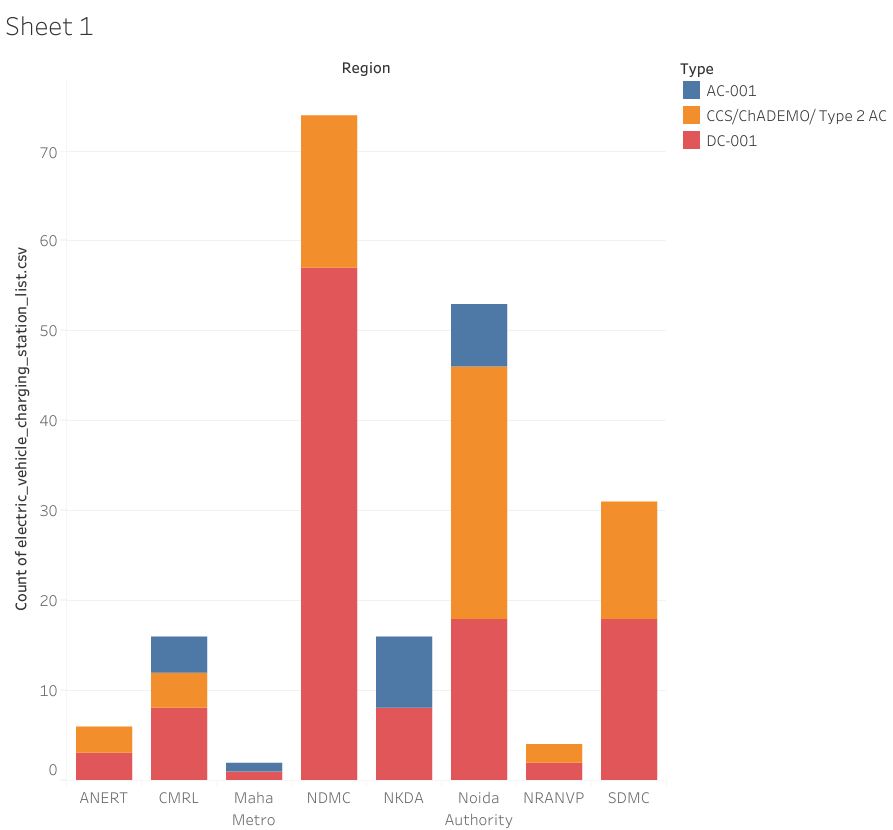 Sheet 1
Region
Type
AC-001
CCS/ChADEMO/ Type 2 AC
DC-001
Count of electric_vehicle_charging_station_list.csv
70
60
50
40
30
20
10
0
ANERT
CMRL
Maha
Metro
NDMC
NKDA
Noida
Authority
NRANVP
SDMC